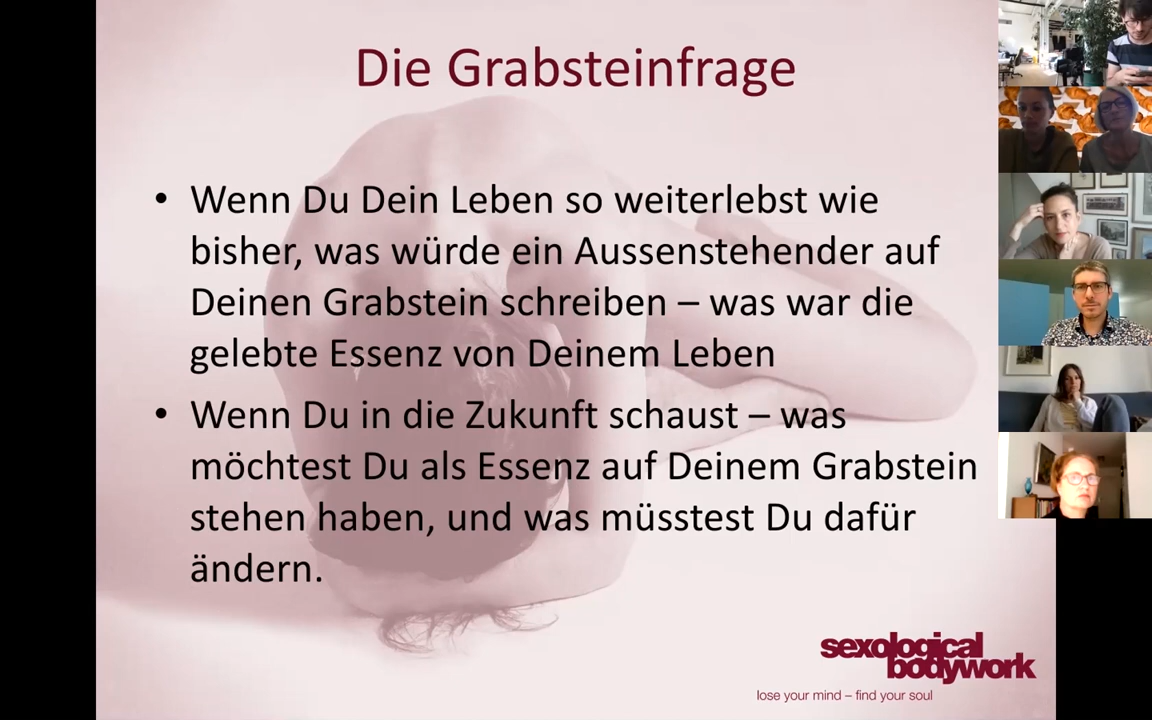 Die Grabsteinfrage
• Wenn Du Dein Leben so weiterlebst wie
bisher, was würde ein Aussenstehender auf
Deinen Grabstein schreiben – was war die
gelebte Essenz von Deinem Leben
• Wenn Du in die Zukunft schaust – was
möchtest Du als Essenz auf Deinem Grabstein
stehen haben, und was müsstest Du dafür
ändern.
sexological
bodywork
lose your mind – find your soul